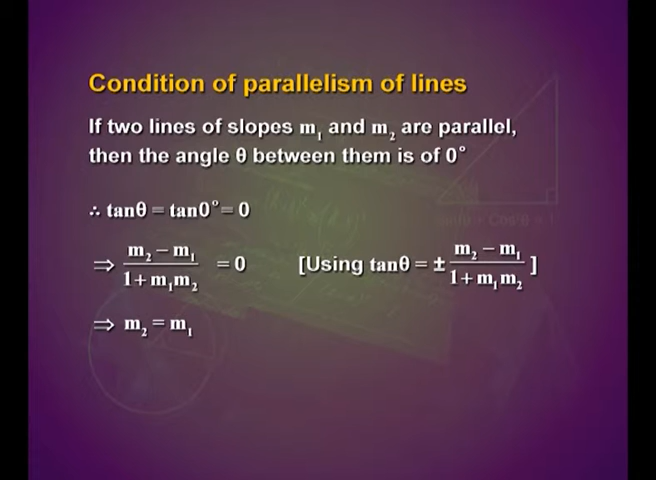 Condition of parallelism of lines
If two lines of slopes m₁ and m₂ are parallel,
then the angle θ between them is of 0°
∴ tanθ = tan0° = 0
⇒ (m₂ − m₁)/(1 + m₁m₂) = 0 [Using tanθ = ± (m₂ − m₁)/(1 + m₁m₂) ]
⇒ m₂ = m₁